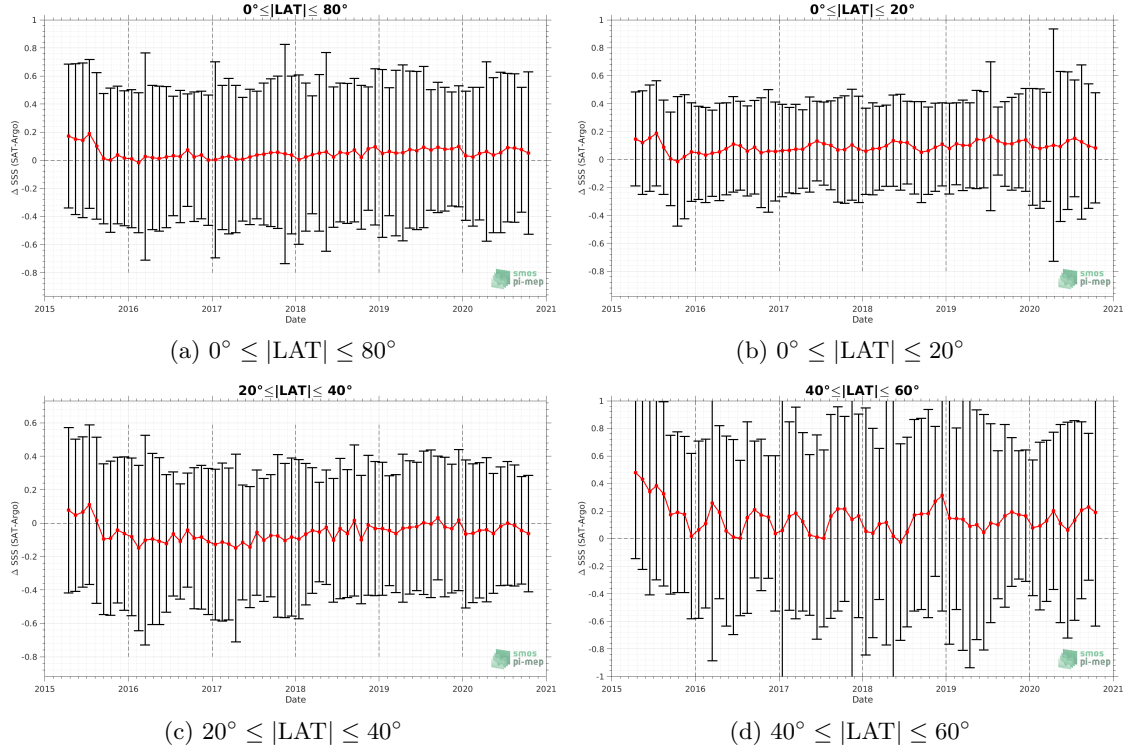 0°≤|LAT|≤ 80°
1
0.8
0.6
0.4
0.2
0
-0.2
-0.4
-0.6
-0.8
Δ SSS (SAT-Argo)
smos
pi-mep
2015 2016 2017 2018 2019 2020 2021
Date
(a) 0° ≤ |LAT| ≤ 80°
0°≤|LAT|≤ 20°
1
0.8
0.6
0.4
0.2
0
-0.2
-0.4
-0.6
-0.8
Δ SSS (SAT-Argo)
smos
pi-mep
2015 2016 2017 2018 2019 2020 2021
Date
(b) 0° ≤ |LAT| ≤ 20°
20°≤|LAT|≤ 40°
0.6
0.4
0.2
0
-0.2
-0.4
-0.6
-0.8
Δ SSS (SAT-Argo)
smos
pi-mep
2015 2016 2017 2018 2019 2020 2021
Date
(c) 20° ≤ |LAT| ≤ 40°
40°≤|LAT|≤ 60°
1
0.8
0.6
0.4
0.2
0
-0.2
-0.4
-0.6
-0.8
-1
Δ SSS (SAT-Argo)
smos
pi-mep
2015 2016 2017 2018 2019 2020 2021
Date
(d) 40° ≤ |LAT| ≤ 60°